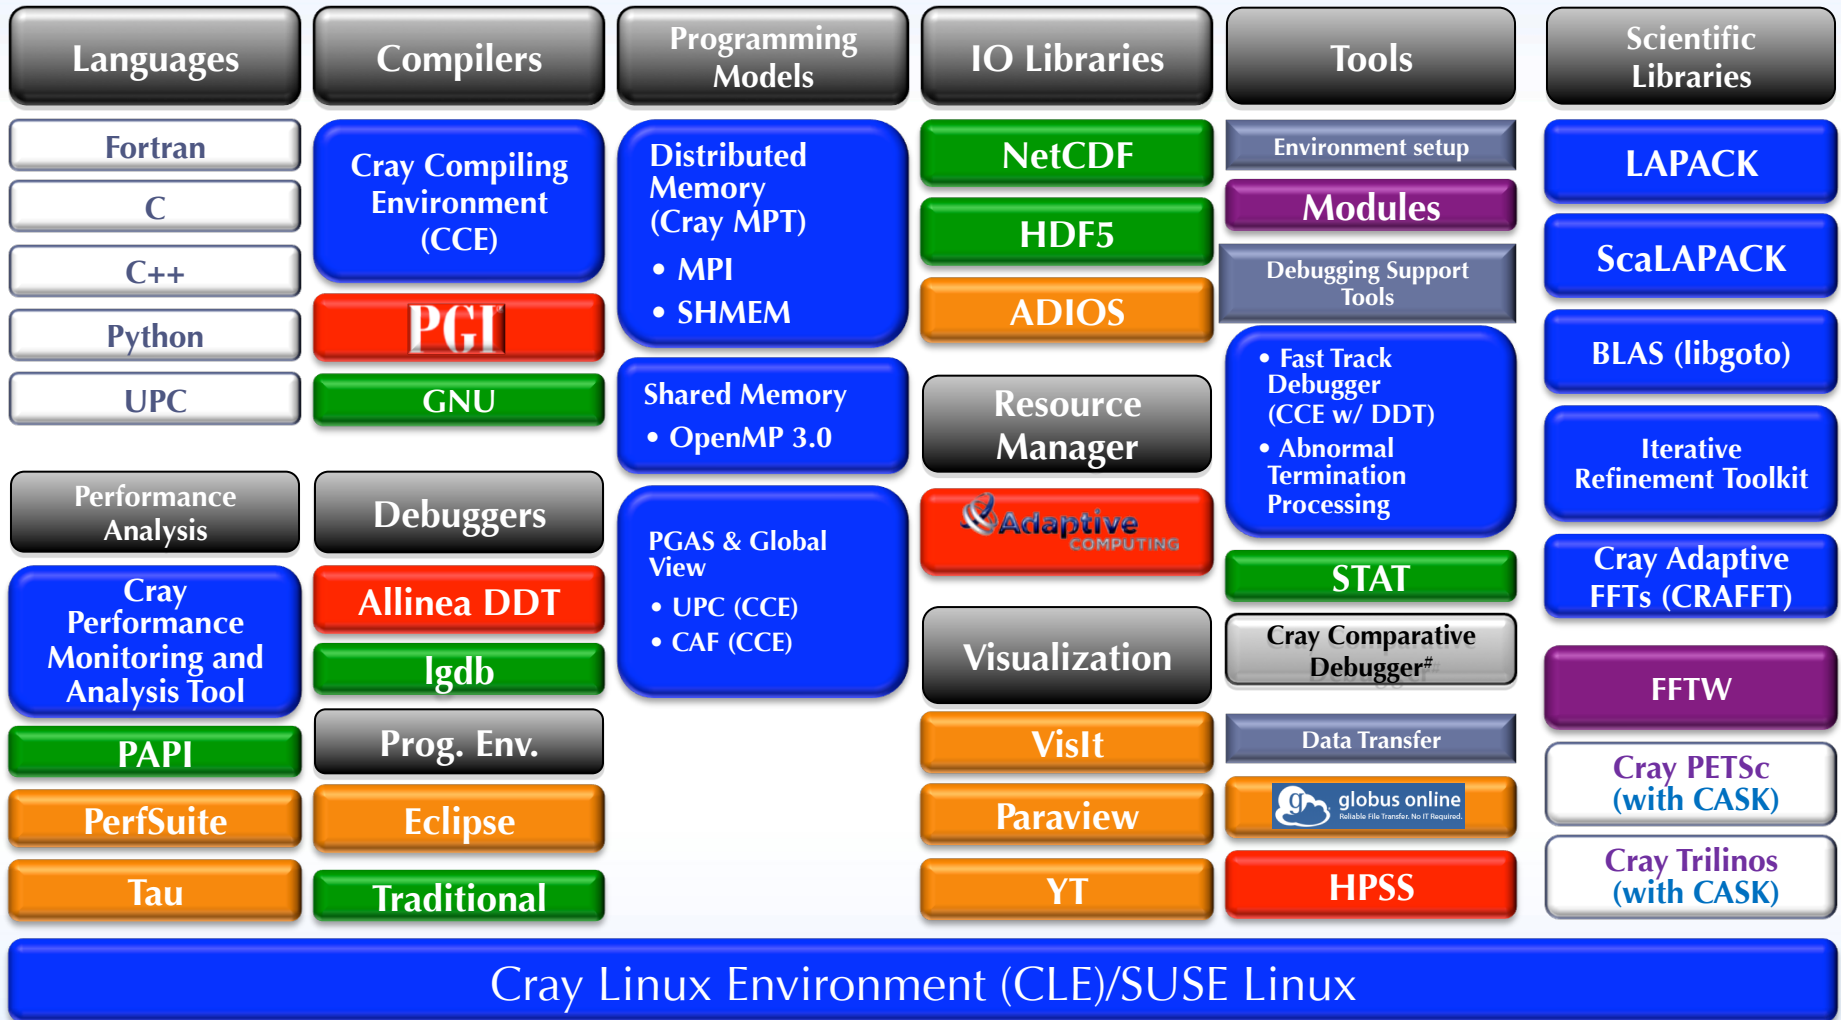 Languages
Fortran
C
C++
Python
UPC
Performance
Analysis
Cray
Performance
Monitoring and
Analysis Tool
PAPI
PerfSuite
Tau
Compilers
Cray Compiling
Environment
(CCE)
PGI
GNU
Debuggers
Allinea DDT
lgdb
Prog. Env.
Eclipse
Traditional
Programming
Models
Distributed
Memory
(Cray MPT)
• MPI
• SHMEM
Shared Memory
• OpenMP 3.0
PGAS & Global
View
• UPC (CCE)
• CAF (CCE)
IO Libraries
NetCDF
HDF5
ADIOS
Resource
Manager
Adaptive
COMPUTING
Visualization
VisIt
Paraview
YT
Tools
Environment setup
Modules
Debugging Support
Tools
• Fast Track
Debugger
(CCE w/ DDT)
• Abnormal
Termination
Processing
STAT
Cray Comparative
Debugger#
Data Transfer
g globus online
Reliable File Transfer. No IT Required.
HPSS
Scientific
Libraries
LAPACK
ScaLAPACK
BLAS (libgoto)
Iterative
Refinement Toolkit
Cray Adaptive
FFTs (CRAFFT)
FFTW
Cray PETSc
(with CASK)
Cray Trilinos
(with CASK)
Cray Linux Environment (CLE)/SUSE Linux